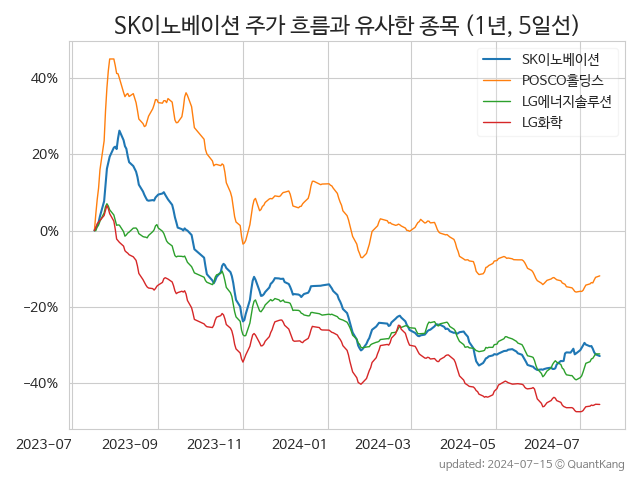 SK이노베이션 주가 흐름과 유사한 종목 (1년, 5일선)
SK이노베이션
POSCO홀딩스
LG에너지솔루션
LG화학
40%
20%
0%
−20%
−40%
2023-07 2023-09 2023-11 2024-01 2024-03 2024-05 2024-07
updated: 2024-07-15 © QuantKang